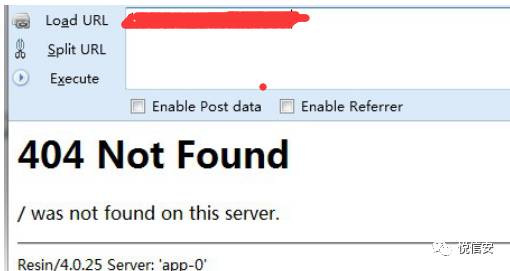 Load URL
Split URL
Execute
Enable Post data Enable Referrer
404 Not Found
/ was not found on this server.
Resin/4.0.25 Server: 'app-0'
悦信安